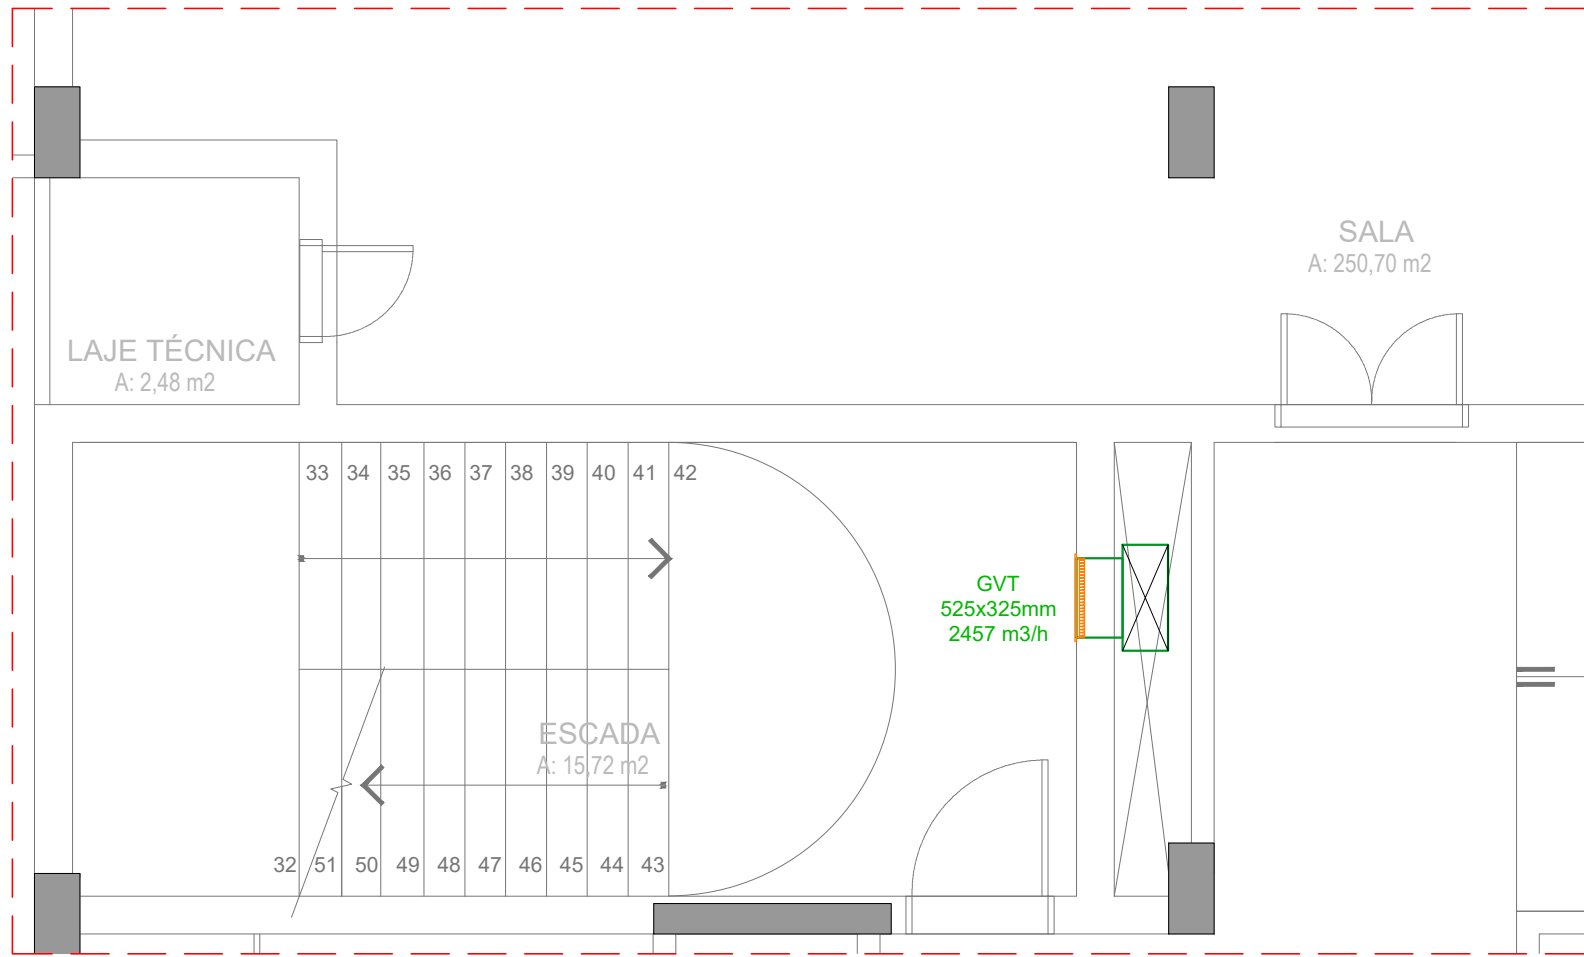 SALA
A: 250,70 m2
LAJE TÉCNICA
A: 2,48 m2
33 34 35 36 37 38 39 40 41 42
GVT
525x325mm
2457 m3/h
ESCADA
A: 15,72 m2
32 51 50 49 48 47 46 45 44 43